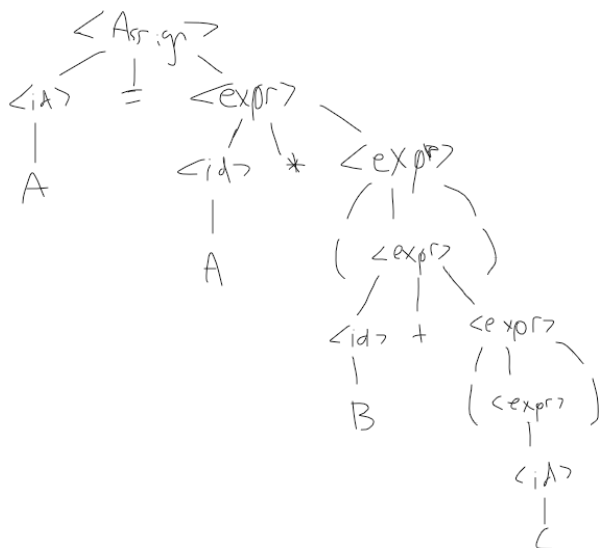 <Assign>
<id> = <expr>
A <id> * <expr>
A ( <expr> )
<id> + <expr>
B ( <expr> )
<id>
C